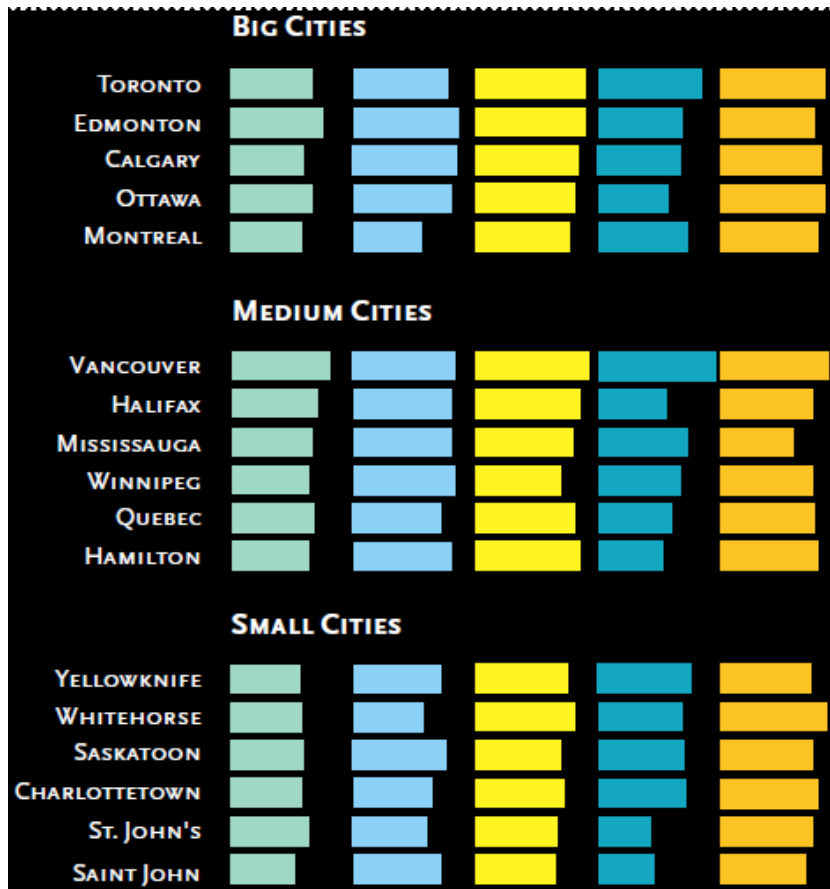 Big Cities
Toronto
Edmonton
Calgary
Ottawa
Montreal
Medium Cities
Vancouver
Halifax
Mississauga
Winnipeg
Quebec
Hamilton
Small Cities
Yellowknife
Whitehorse
Saskatoon
Charlottetown
St. John's
Saint John